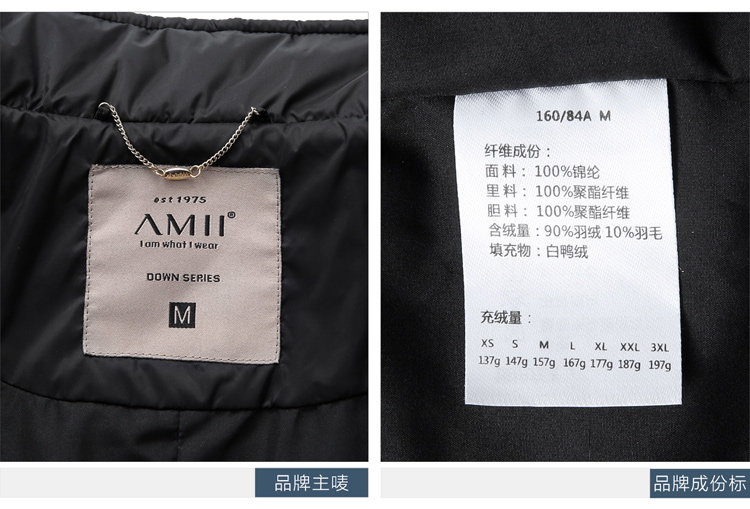 est 1975
AMII®
I am what I wear
DOWN SERIES
M
品牌主唛
160/84A M
纤维成份：
面 料：100%锦纶
里 料：100%聚酯纤维
胆 料：100%聚酯纤维
含绒量：90%羽绒 10%羽毛
填充物：白鸭绒
充绒量：
XS S M L XL XXL 3XL
137g 147g 157g 167g 177g 187g 197g
品牌成份标